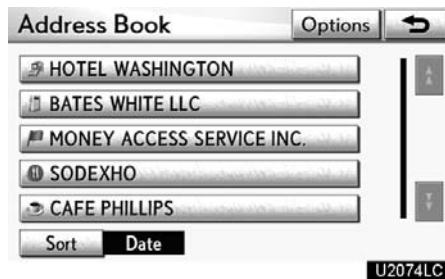 Address Book Options
HOTEL WASHINGTON
BATES WHITE LLC
MONEY ACCESS SERVICE INC.
SODEXHO
CAFE PHILLIPS
Sort Date
U2074LC